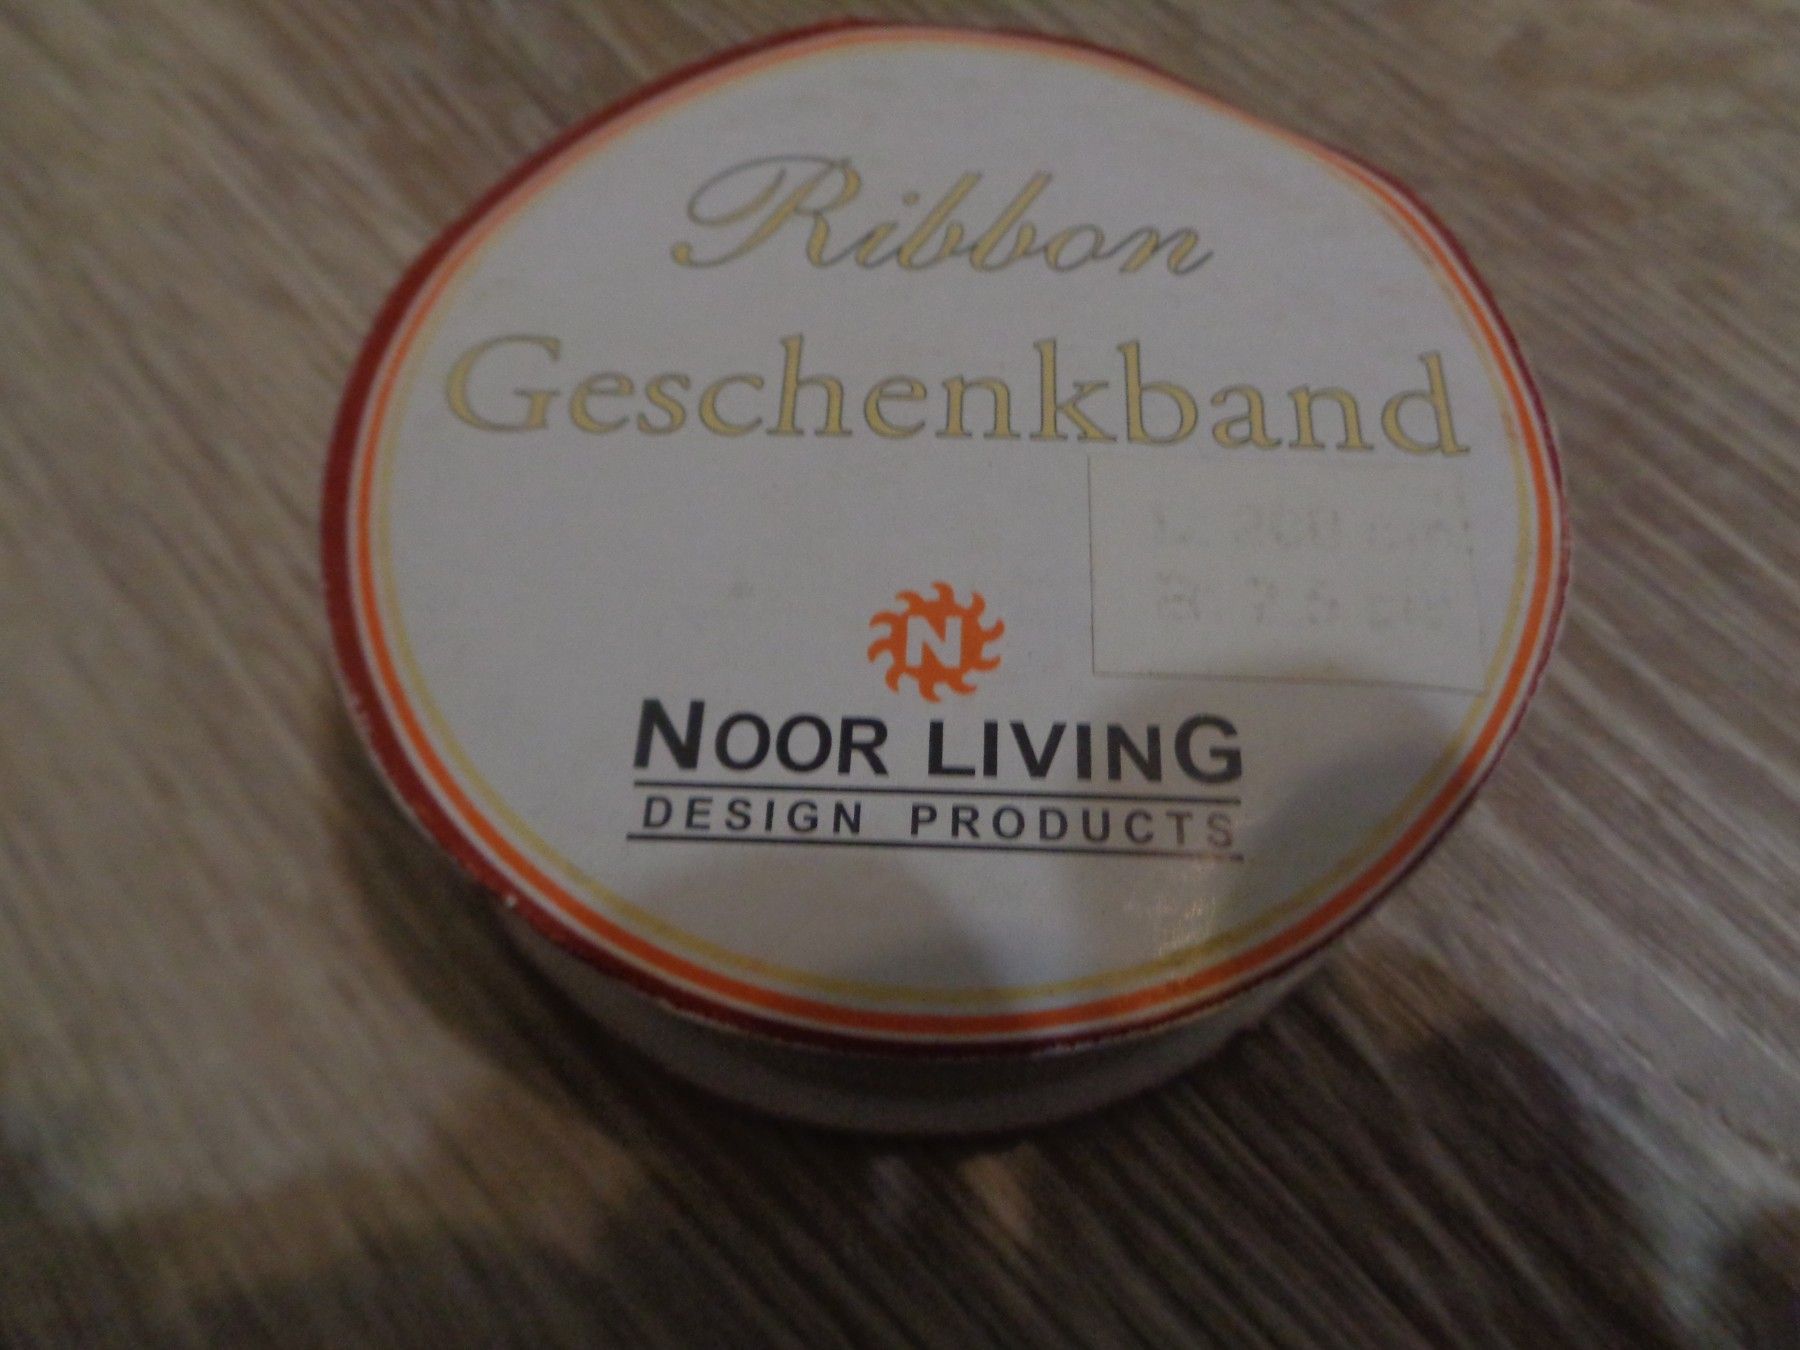 Ribbon
Geschenkband
N
NOOR LIVING
DESIGN PRODUCTS